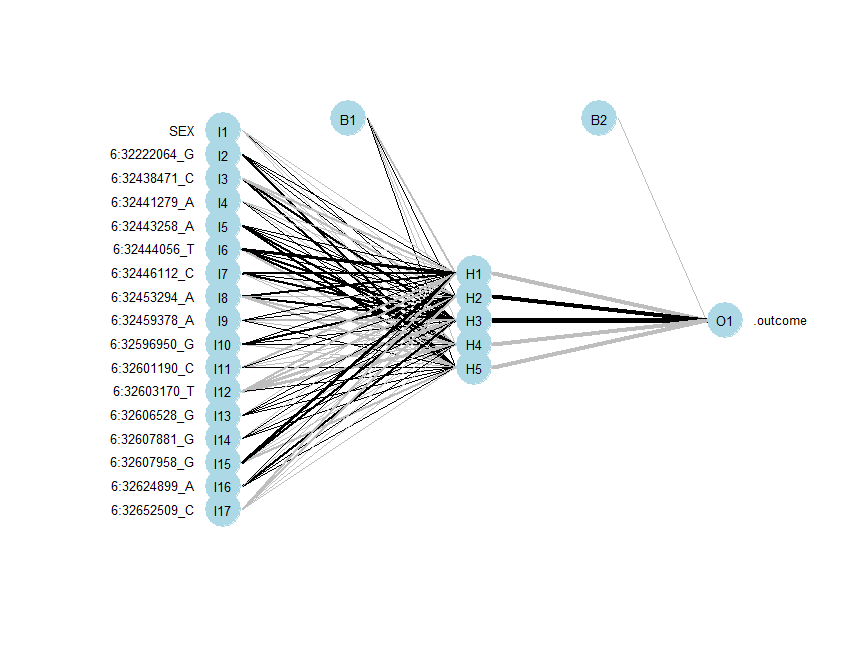 B1 B2
SEX I1
6:32222064_G I2
6:32438471_C I3
6:32441279_A I4
6:32443258_A I5
6:32444056_T I6
6:32446112_C I7 H1
6:32453294_A I8 H2
6:32459378_A I9 H3 O1 .outcome
6:32596950_G I10 H4
6:32601190_C I11 H5
6:32603170_T I12
6:32606528_G I13
6:32607881_G I14
6:32607958_G I15
6:32624899_A I16
6:32652509_C I17